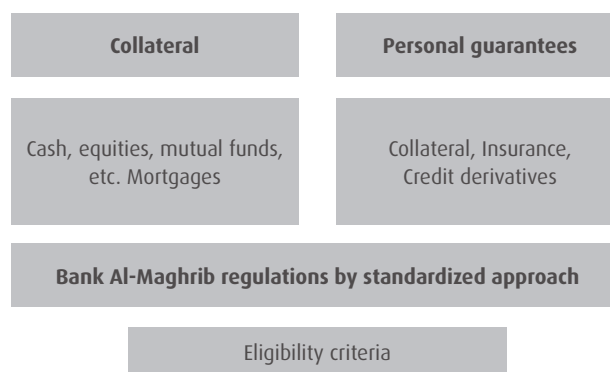 Collateral
Personal guarantees
Cash, equities, mutual funds,
etc. Mortgages
Collateral, Insurance,
Credit derivatives
Bank Al-Maghrib regulations by standardized approach
Eligibility criteria